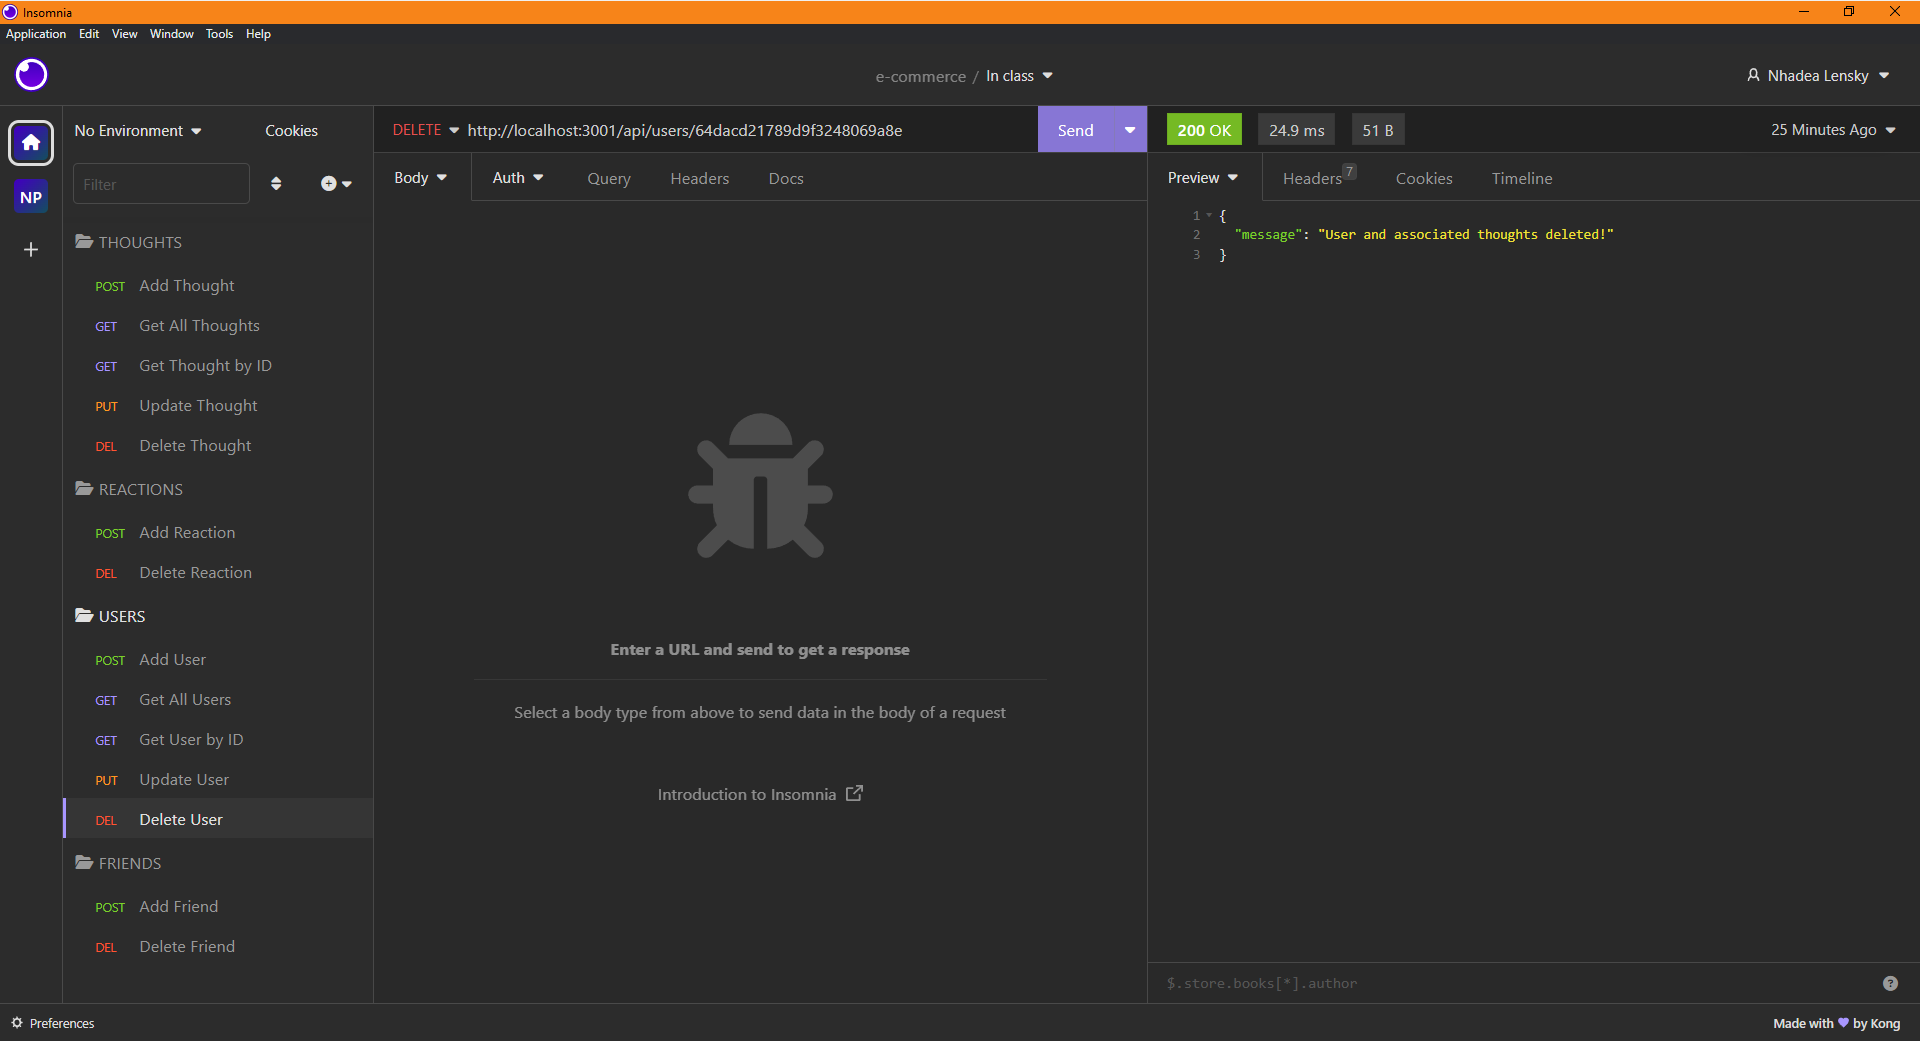 Insomnia
Application Edit View Window Tools Help
e-commerce / In class
Nhadea Lensky
No Environment Cookies
DELETE http://localhost:3001/api/users/64dacd21789d9f3248069a8e Send
200 OK 24.9 ms 51 B 25 Minutes Ago
Filter
NP
Body Auth Query Headers Docs
Preview Headers 7 Cookies Timeline
1 {
2 "message": "User and associated thoughts deleted!"
3 }
THOUGHTS
POST Add Thought
GET Get All Thoughts
GET Get Thought by ID
PUT Update Thought
DEL Delete Thought
REACTIONS
POST Add Reaction
DEL Delete Reaction
USERS
POST Add User
GET Get All Users
GET Get User by ID
PUT Update User
DEL Delete User
FRIENDS
POST Add Friend
DEL Delete Friend
Enter a URL and send to get a response
Select a body type from above to send data in the body of a request
Introduction to Insomnia
$.store.books[*].author
Preferences
Made with 💜 by Kong